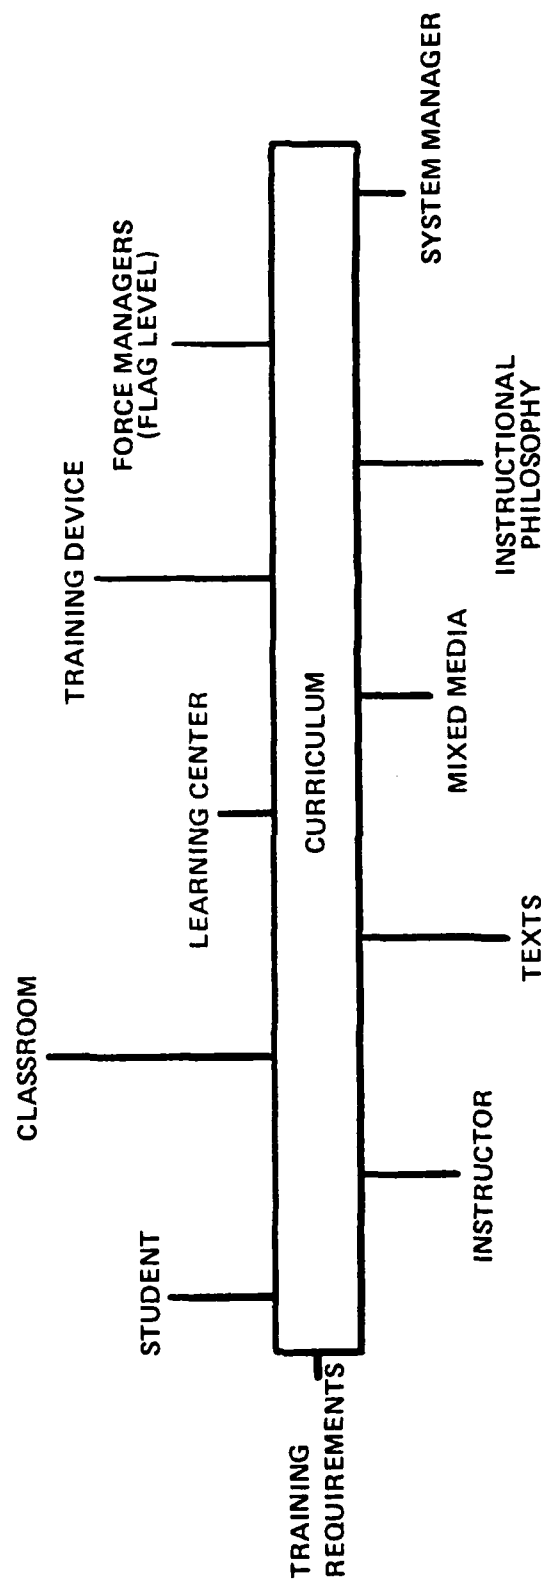 CLASSROOM
TRAINING DEVICE
STUDENT
FORCE MANAGERS
(FLAG LEVEL)
LEARNING CENTER
TRAINING
REQUIREMENTS
CURRICULUM
SYSTEM MANAGER
MIXED MEDIA
INSTRUCTOR
INSTRUCTIONAL
PHILOSOPHY
TEXTS